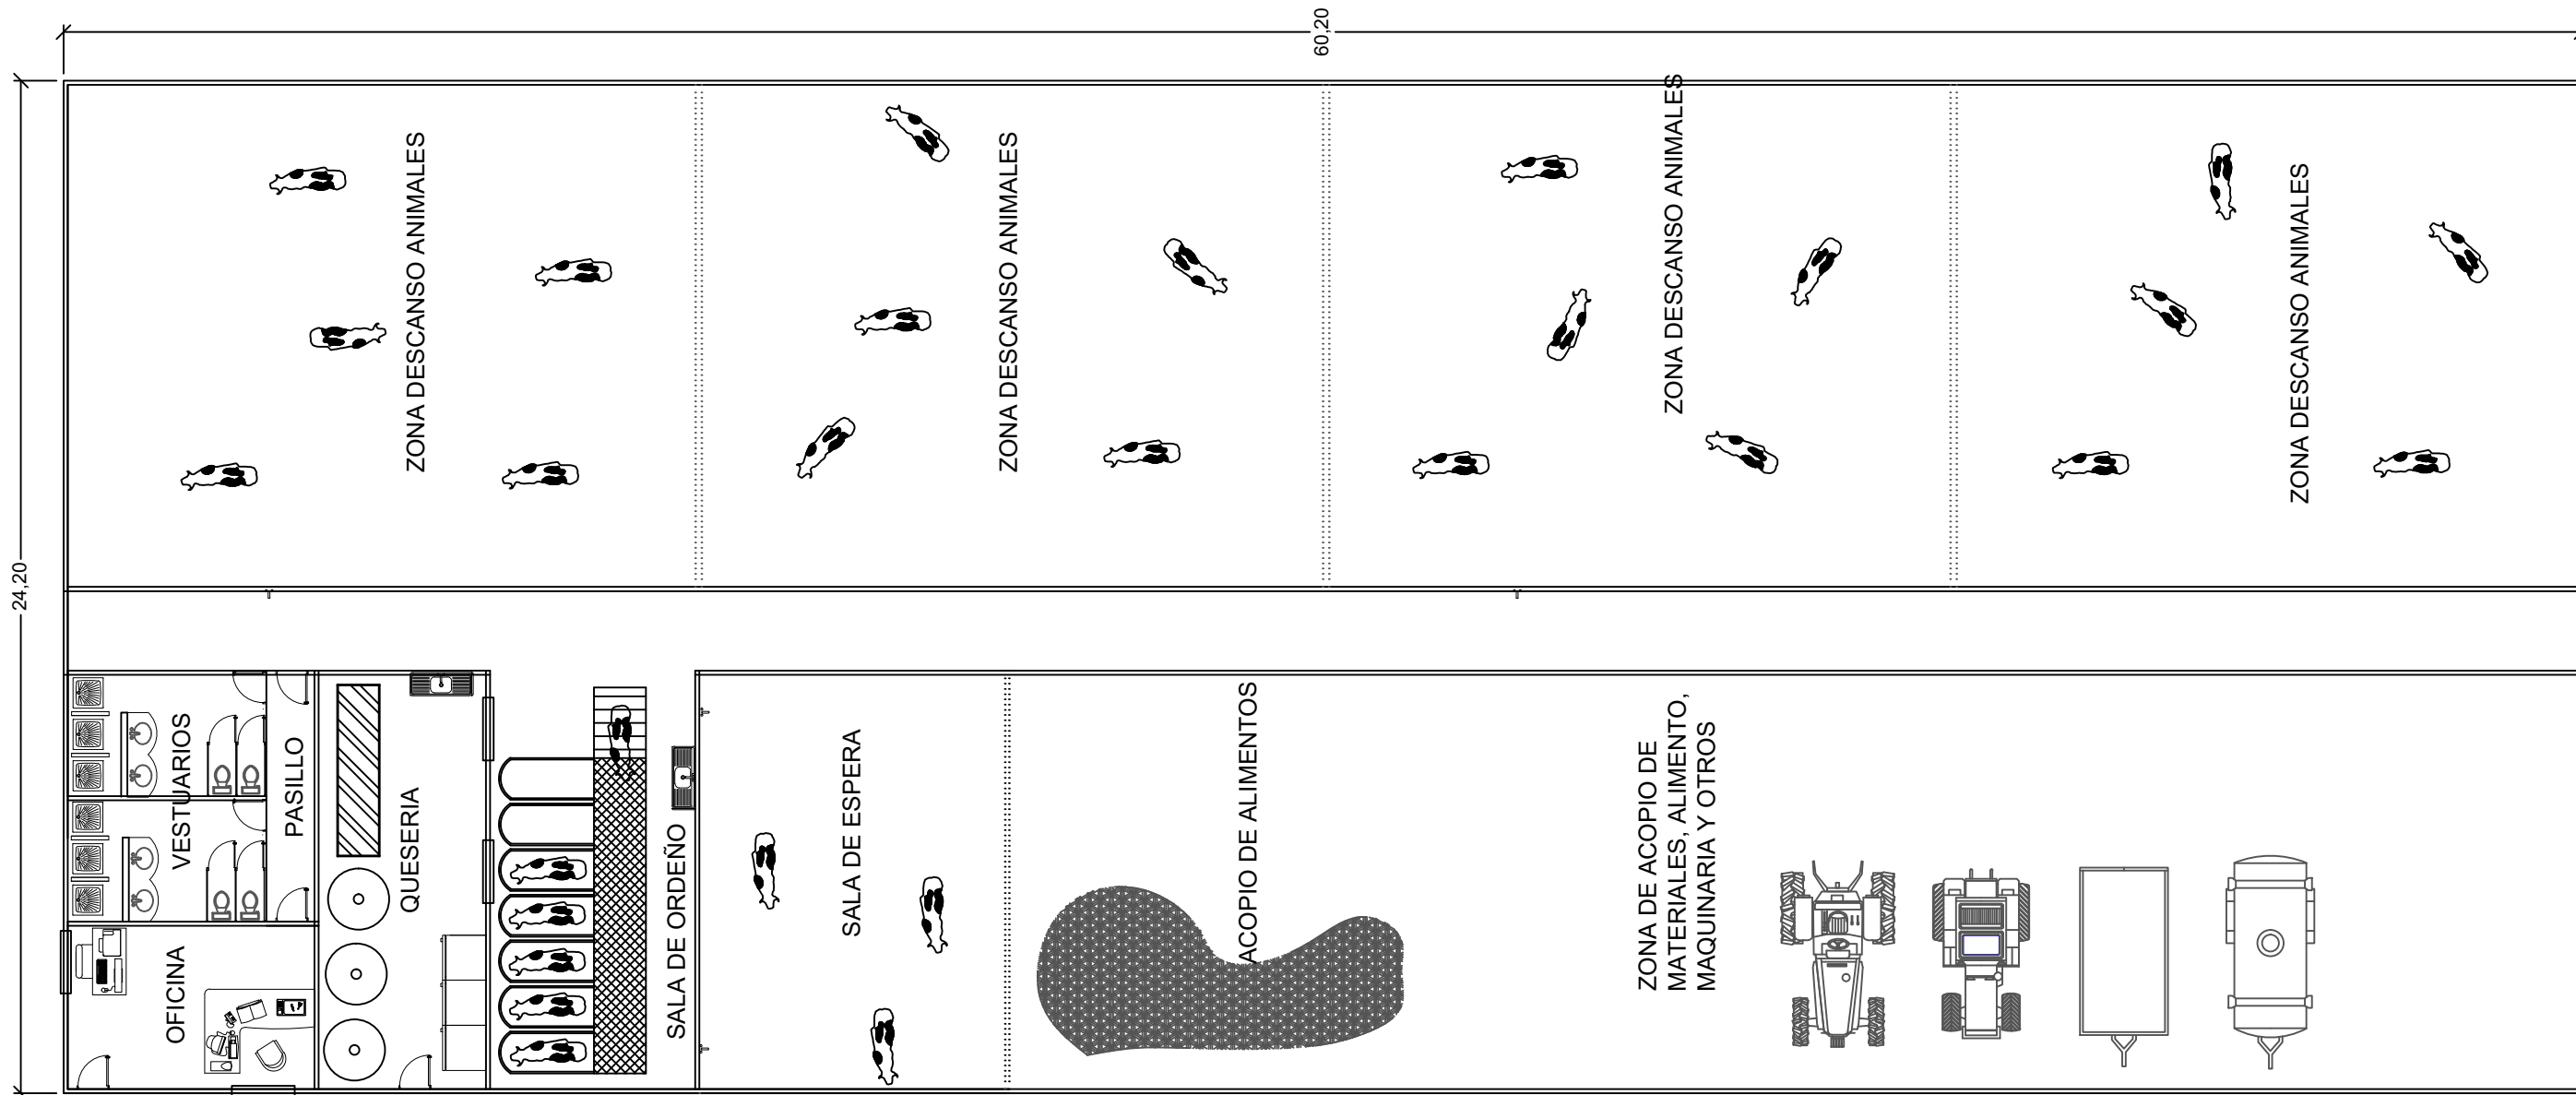 60,20
24,20
ZONA DESCANSO ANIMALES
ZONA DESCANSO ANIMALES
ZONA DESCANSO ANIMALES
ZONA DESCANSO ANIMALES
VESTUARIOS
PASILLO
QUESERIA
OFICINA
SALA DE ORDEÑO
SALA DE ESPERA
ACOPIO DE ALIMENTOS
ZONA DE ACOPIO DE
MATERIALES, ALIMENTO,
MAQUINARIA Y OTROS